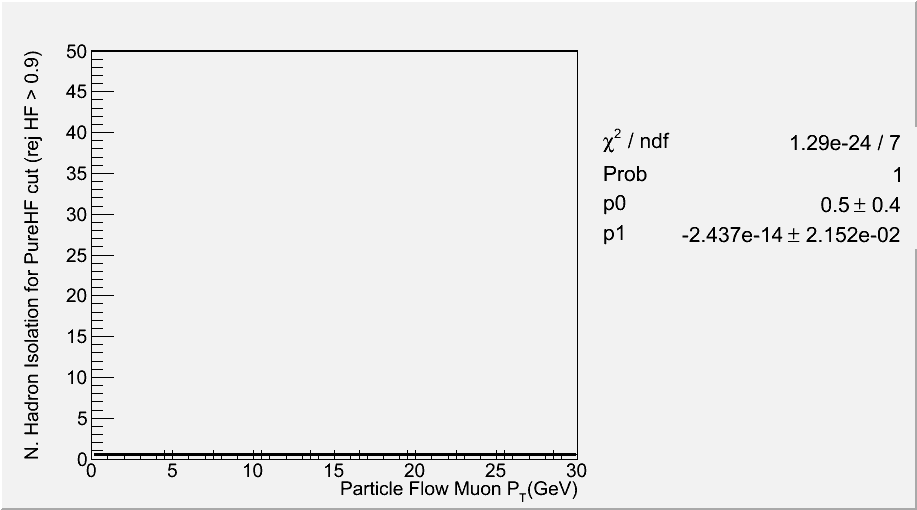 N. Hadron Isolation for PureHF cut (rej HF > 0.9)
50
45
40
35
30
25
20
15
10
5
0
0 5 10 15 20 25 30
Particle Flow Muon P_T(GeV)
χ² / ndf 1.29e-24 / 7
Prob 1
p0 0.5 ± 0.4
p1 -2.437e-14 ± 2.152e-02